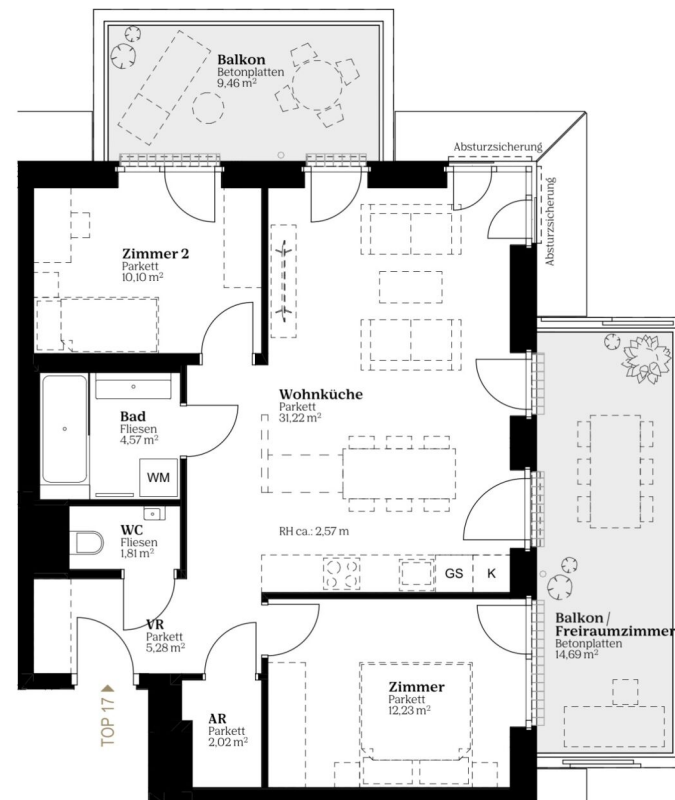 Balkon
Betonplatten
9,46 m²
Absturzsicherung
Absturzsicherung
Zimmer 2
Parkett
10,10 m²
Wohnküche
Parkett
31,22 m²
Bad
Fliesen
4,57 m²
WM
RH ca.: 2,57 m
WC
Fliesen
1,81 m²
GS
K
VR
Parkett
5,28 m²
Balkon /
Freiraumzimmer
Betonplatten
14,69 m²
Zimmer
Parkett
12,23 m²
TOP 17
AR
Parkett
2,02 m²